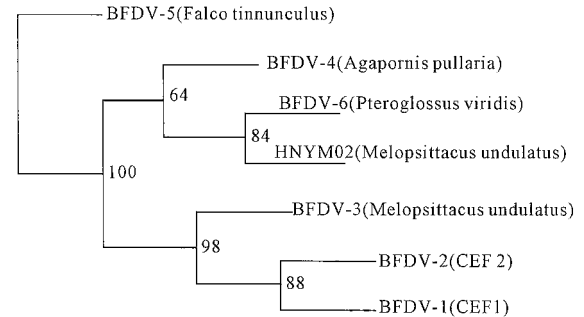 BFDV-5(Falco tinnunculus)
BFDV-4(Agapornis pullaria)
64
BFDV-6(Pteroglossus viridis)
84
HNYM02(Melopsittacus undulatus)
100
BFDV-3(Melopsittacus undulatus)
98
BFDV-2(CEF 2)
88
BFDV-1(CEF1)